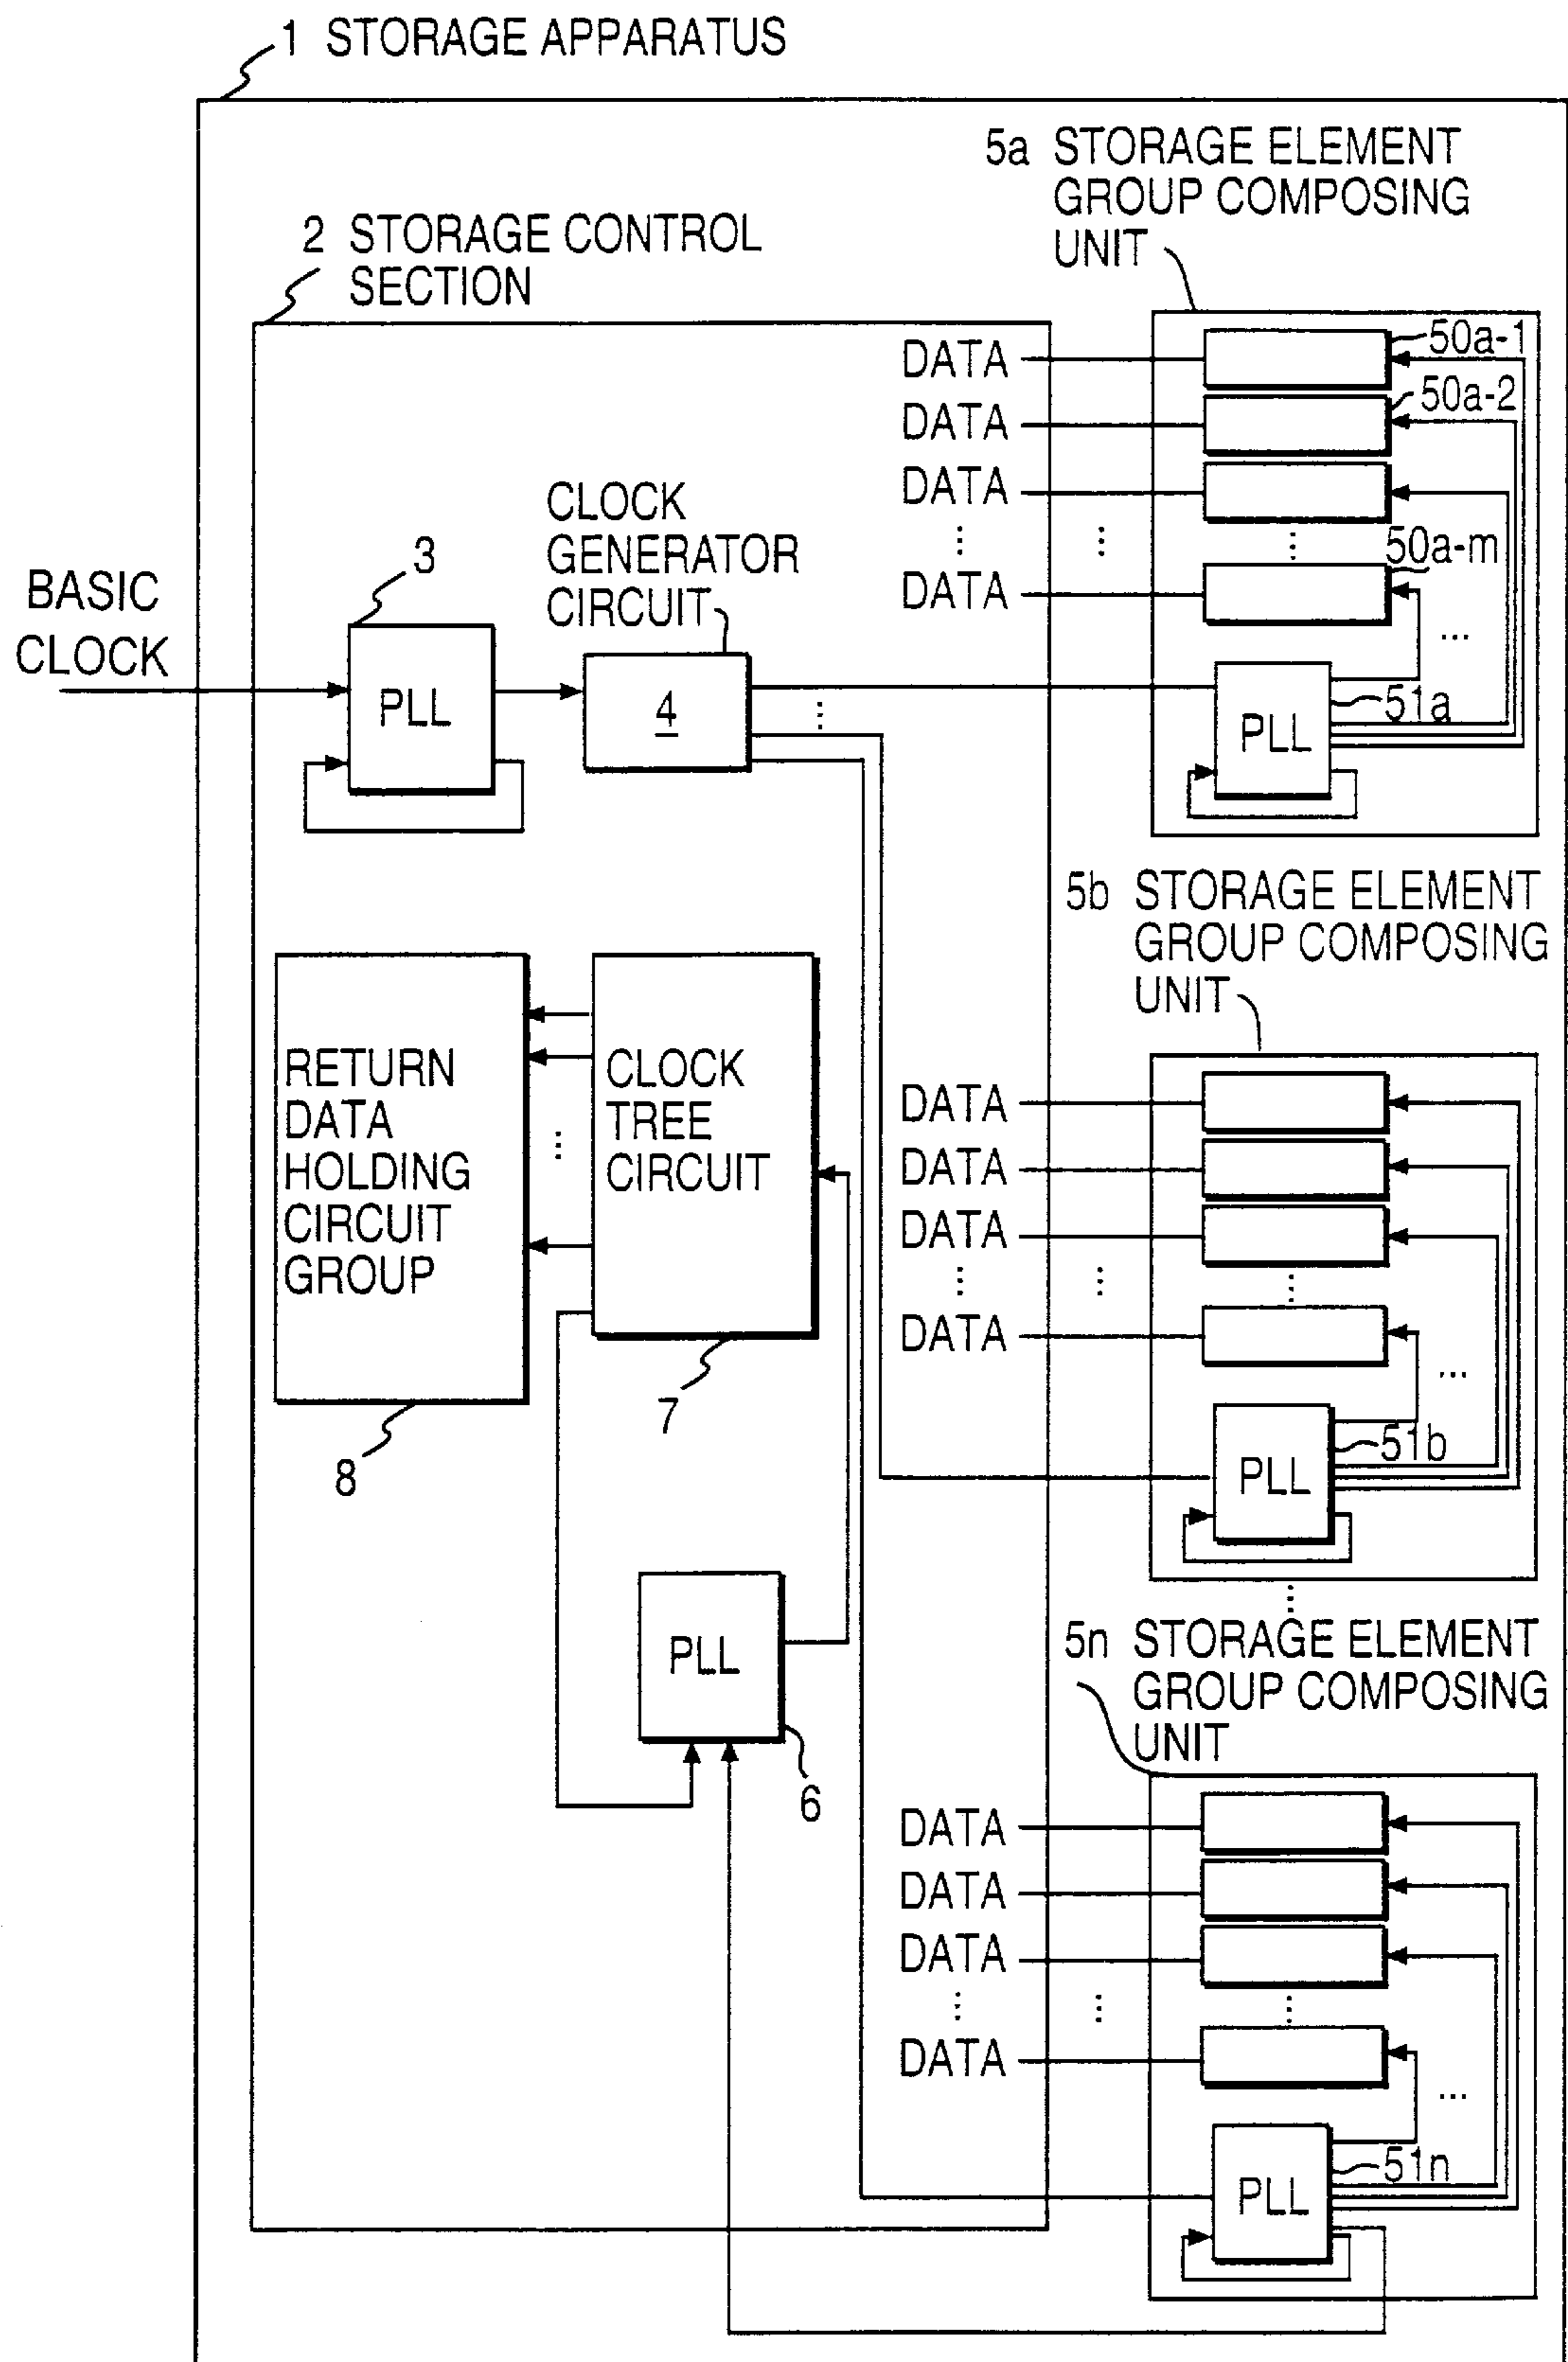 1 STORAGE APPARATUS
5a STORAGE ELEMENT
GROUP COMPOSING
UNIT
2 STORAGE CONTROL
SECTION
DATA
50a-1
DATA
50a-2
DATA
⋮ ⋮ ⋮
50a-m
DATA
...
CLOCK
GENERATOR
CIRCUIT
3
BASIC
CLOCK
PLL
4
⋮
51a
PLL
5b STORAGE ELEMENT
GROUP COMPOSING
UNIT
RETURN
DATA
HOLDING
CIRCUIT
GROUP
⋮
CLOCK
TREE
CIRCUIT
DATA
DATA
DATA
⋮ ⋮ ⋮
DATA
...
7
8
51b
PLL
⋮
PLL
6
5n STORAGE ELEMENT
GROUP COMPOSING
UNIT
DATA
DATA
DATA
⋮ ⋮ ⋮
DATA
...
51n
PLL